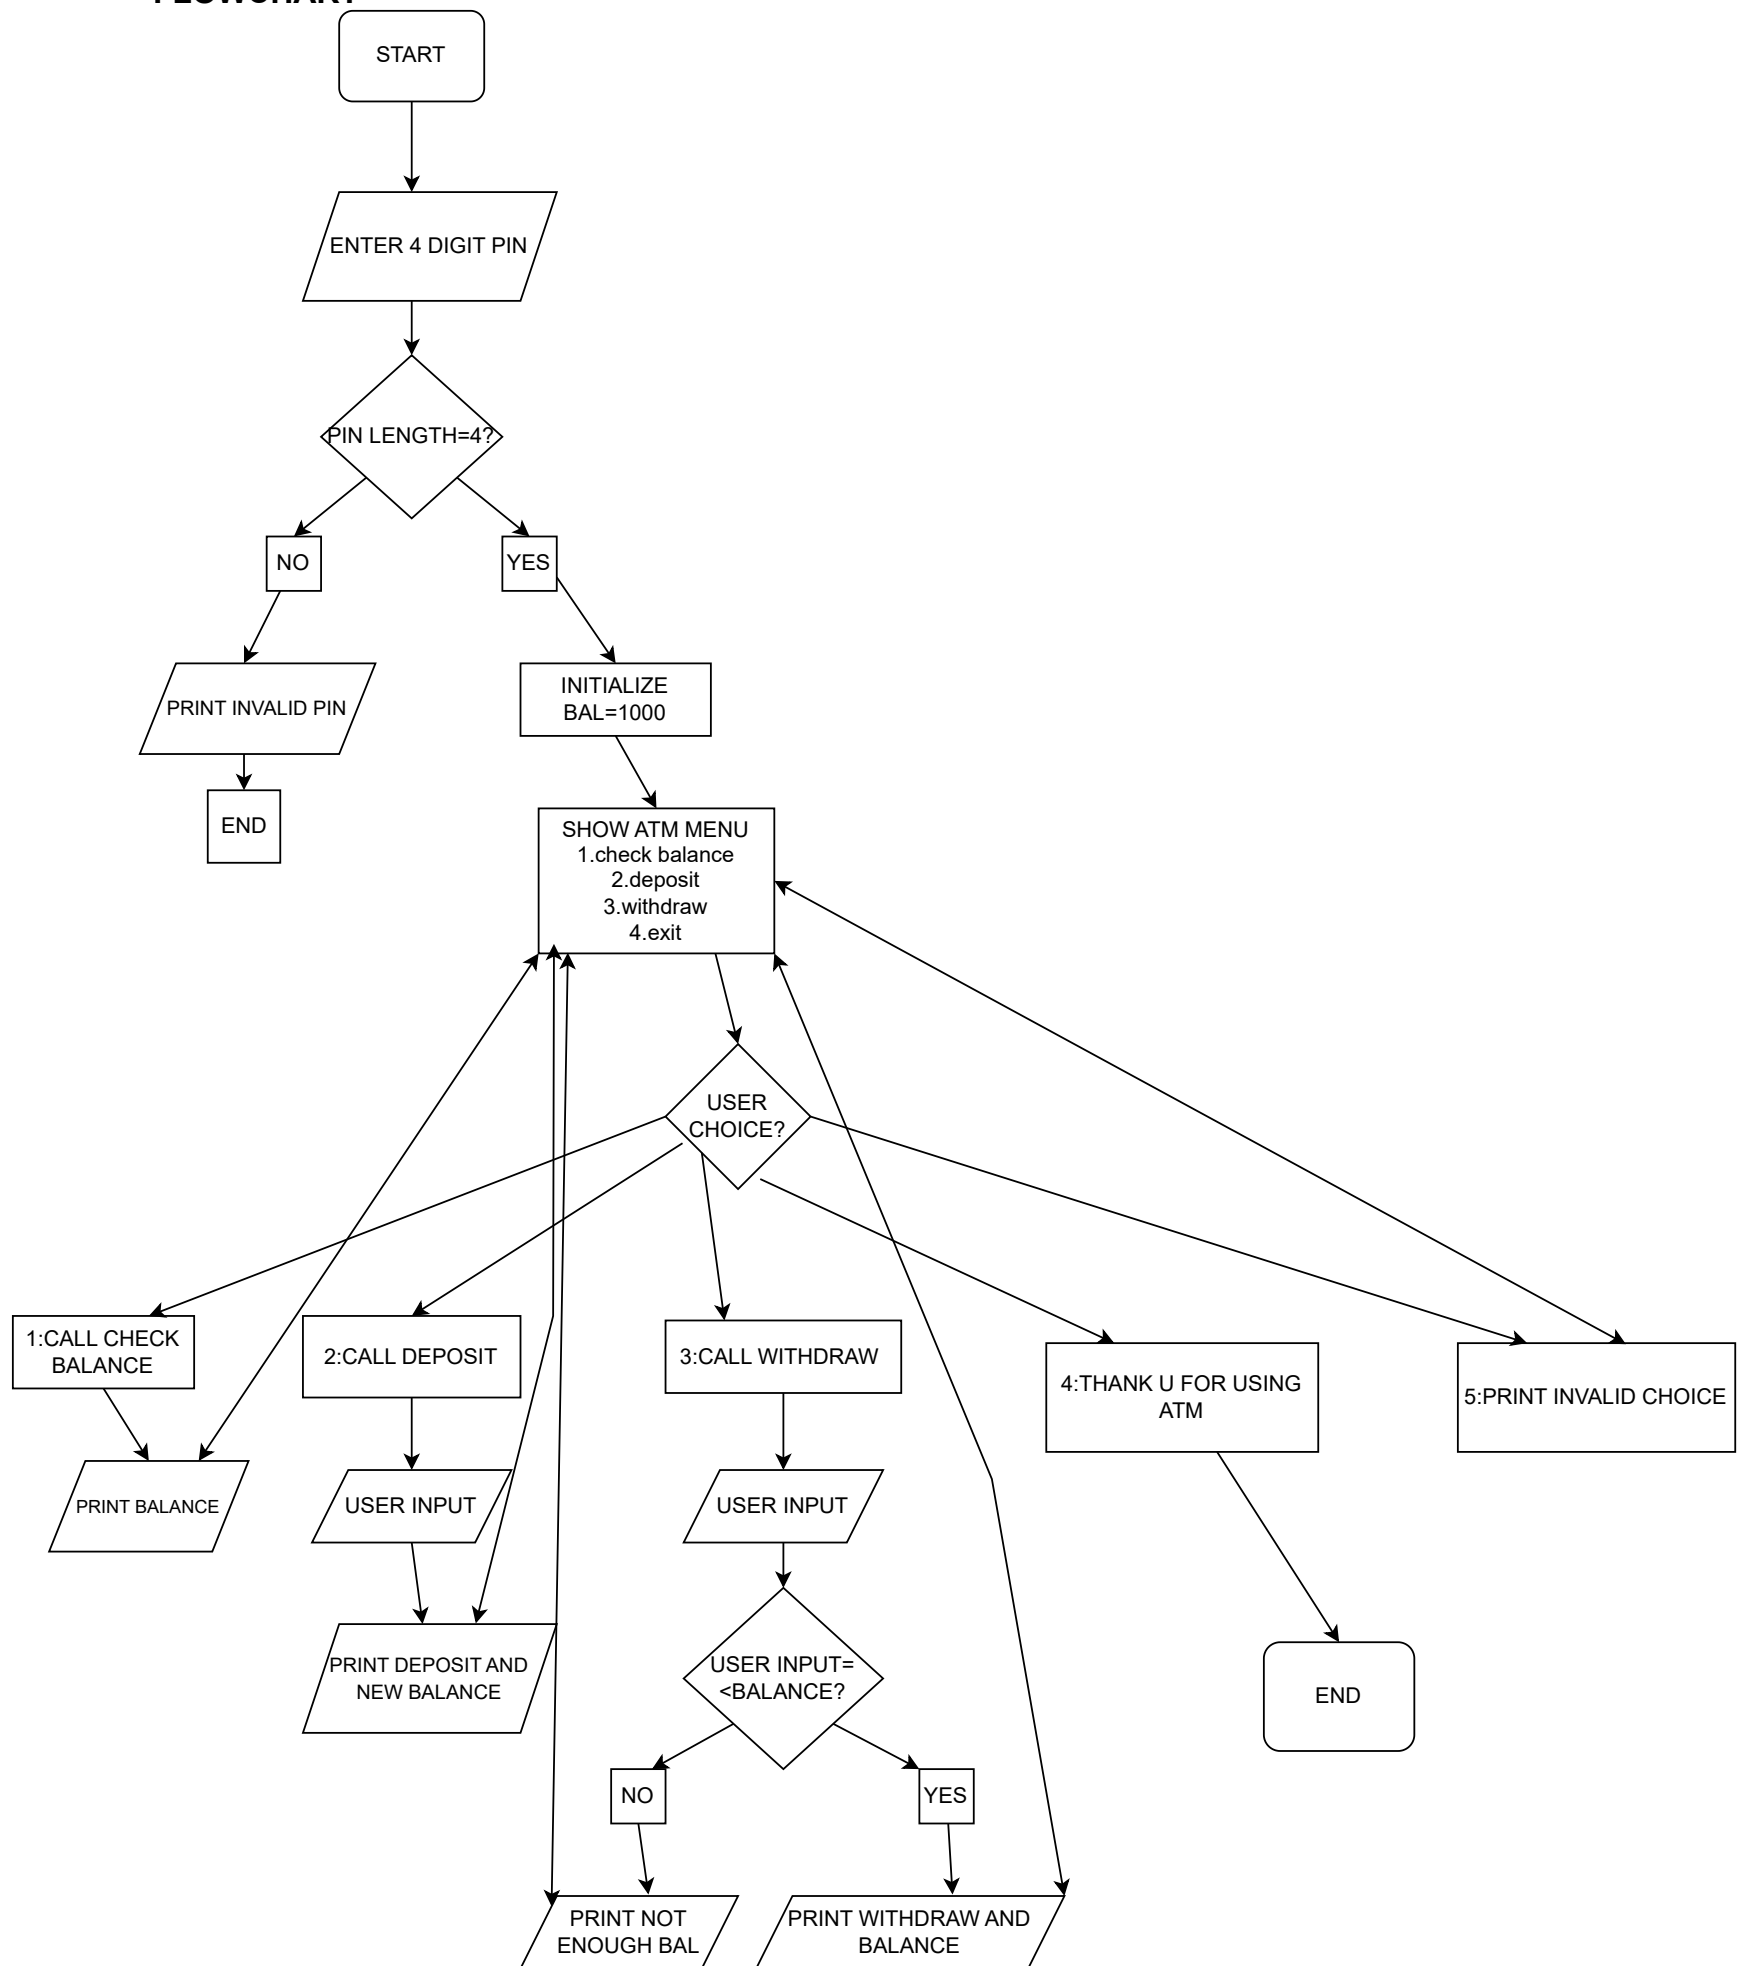 FLOWCHART
START
ENTER 4 DIGIT PIN
PIN LENGTH=4?
NO
YES
PRINT INVALID PIN
INITIALIZE
BAL=1000
END
SHOW ATM MENU
1.check balance
2.deposit
3.withdraw
4.exit
USER
CHOICE?
1:CALL CHECK
BALANCE
2:CALL DEPOSIT
3:CALL WITHDRAW
4:THANK U FOR USING
ATM
5:PRINT INVALID CHOICE
PRINT BALANCE
USER INPUT
USER INPUT
PRINT DEPOSIT AND
NEW BALANCE
USER INPUT=
<BALANCE?
END
NO
YES
PRINT NOT
ENOUGH BAL
PRINT WITHDRAW AND
BALANCE